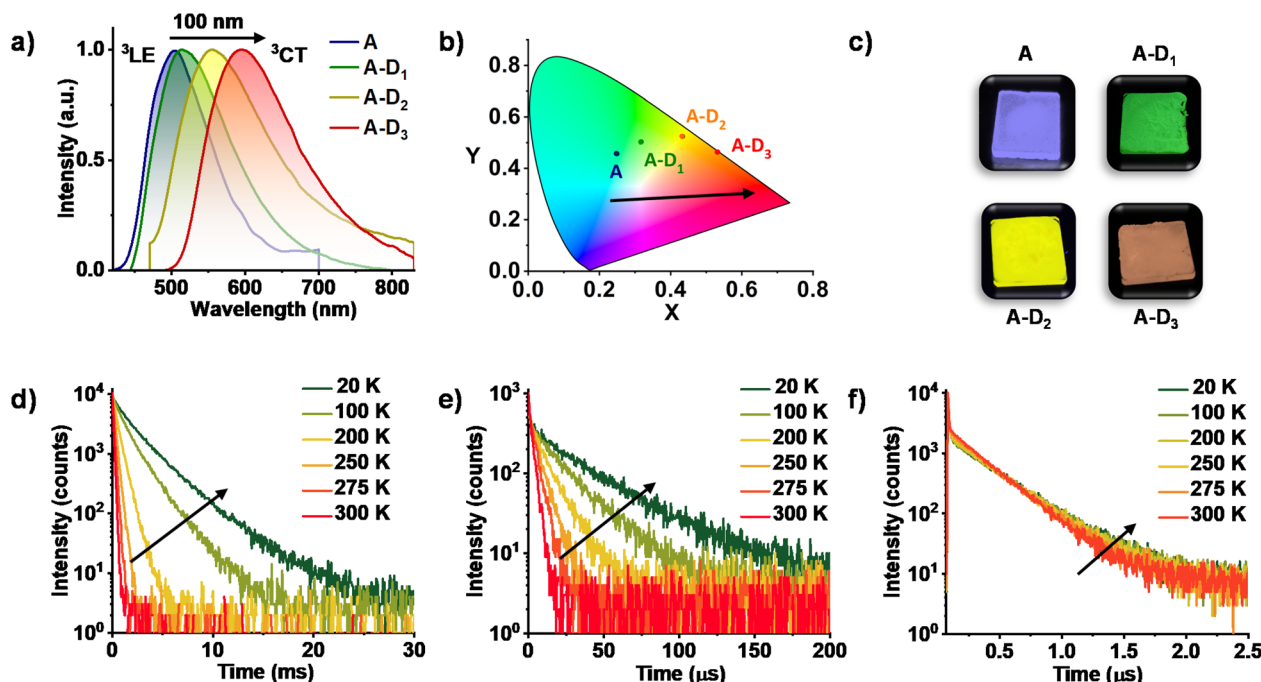 a)
100 nm
³LE
³CT
A
A-D₁
A-D₂
A-D₃
1.0
0.5
0.0
Intensity (a.u.)
500
600
700
800
Wavelength (nm)
b)
0.8
0.6
0.4
0.2
0.0
Y
A
A-D₁
A-D₂
A-D₃
0.0
0.2
0.4
0.6
0.8
X
c)
A
A-D₁
A-D₂
A-D₃
d)
10⁴
10³
10²
10¹
10⁰
Intensity (counts)
20 K
100 K
200 K
250 K
275 K
300 K
0
10
20
30
Time (ms)
e)
10³
10²
10¹
10⁰
Intensity (counts)
20 K
100 K
200 K
250 K
275 K
300 K
0
50
100
150
200
Time (µs)
f)
10⁴
10³
10²
10¹
10⁰
Intensity (counts)
20 K
100 K
200 K
250 K
275 K
300 K
0.5
1.0
1.5
2.0
2.5
Time (µs)